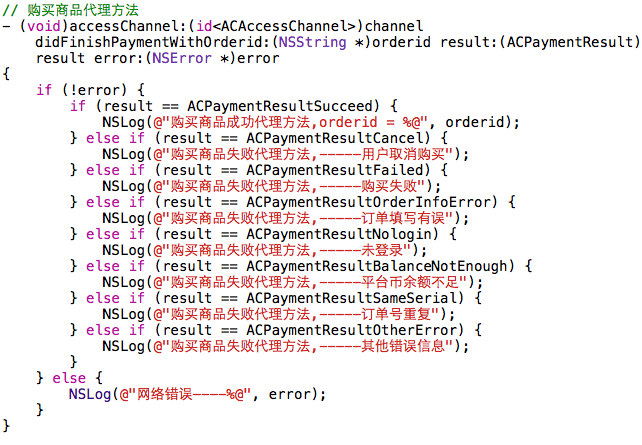 // 购买商品代理方法
- (void)accessChannel:(id<ACAccessChannel>)channel
    didFinishPaymentWithOrderid:(NSString *)orderid result:(ACPaymentResult)
    result error:(NSError *)error
{
    if (!error) {
        if (result == ACPaymentResultSucceed) {
            NSLog(@"购买商品成功代理方法,orderid = %@", orderid);
        } else if (result == ACPaymentResultCancel) {
            NSLog(@"购买商品失败代理方法,-----用户取消购买");
        } else if (result == ACPaymentResultFailed) {
            NSLog(@"购买商品失败代理方法,-----购买失败");
        } else if (result == ACPaymentResultOrderInfoError) {
            NSLog(@"购买商品失败代理方法,-----订单填写有误");
        } else if (result == ACPaymentResultNologin) {
            NSLog(@"购买商品失败代理方法,-----未登录");
        } else if (result == ACPaymentResultBalanceNotEnough) {
            NSLog(@"购买商品失败代理方法,-----平台币余额不足");
        } else if (result == ACPaymentResultSameSerial) {
            NSLog(@"购买商品失败代理方法,-----订单号重复");
        } else if (result == ACPaymentResultOtherError) {
            NSLog(@"购买商品失败代理方法,-----其他错误信息");
        }
    } else {
        NSLog(@"网络错误----%@", error);
    }
}